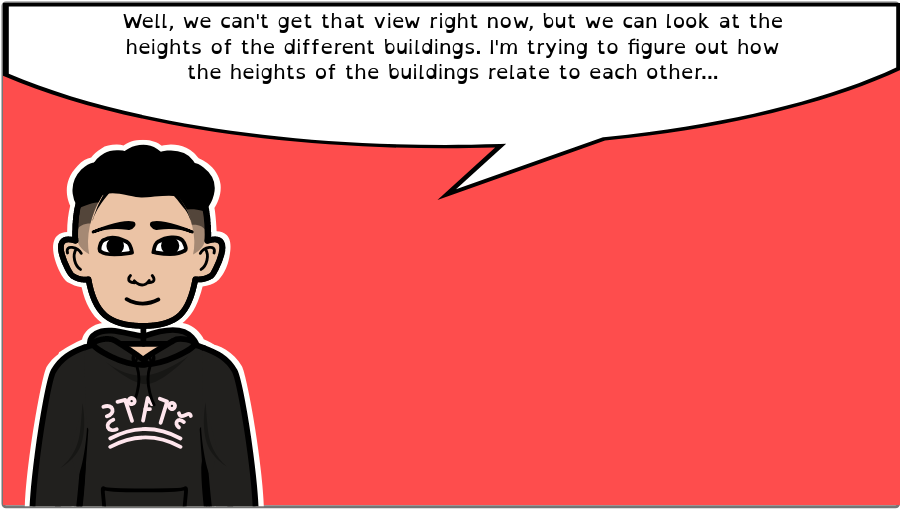 Well, we can't get that view right now, but we can look at the
heights of the different buildings. I'm trying to figure out how
the heights of the buildings relate to each other...